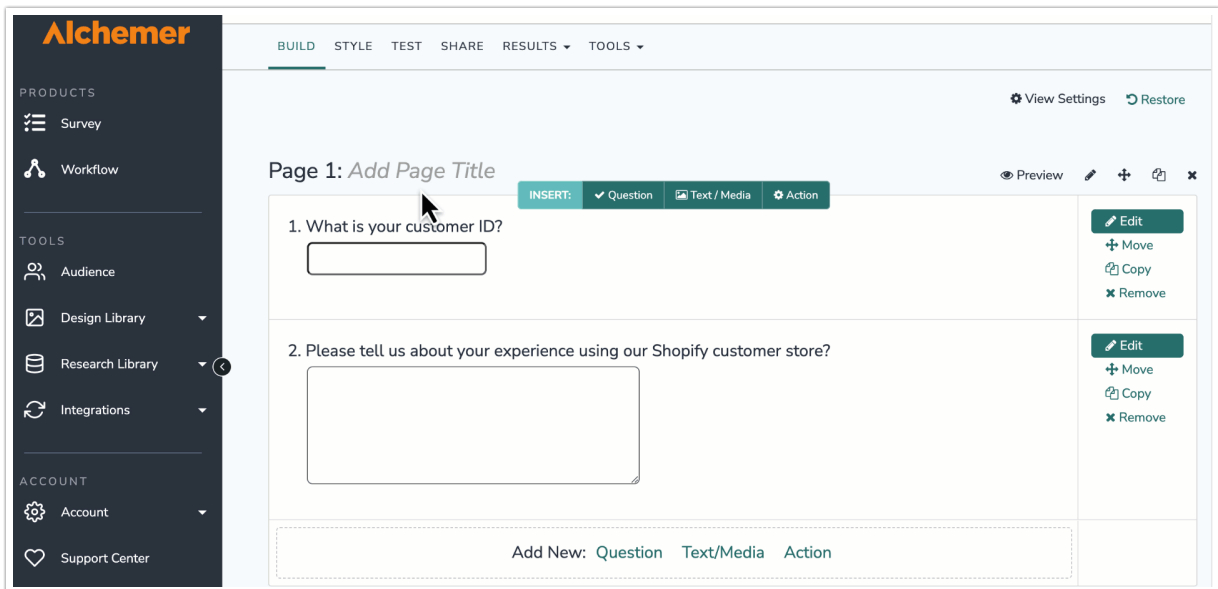 Alchemer
BUILD STYLE TEST SHARE RESULTS TOOLS
PRODUCTS
Survey
Workflow
TOOLS
Audience
Design Library
Research Library
Integrations
ACCOUNT
Account
Support Center
View Settings Restore
Page 1: Add Page Title
Preview
INSERT: Question Text / Media Action
1. What is your customer ID?
Edit
Move
Copy
Remove
2. Please tell us about your experience using our Shopify customer store?
Edit
Move
Copy
Remove
Add New: Question Text/Media Action